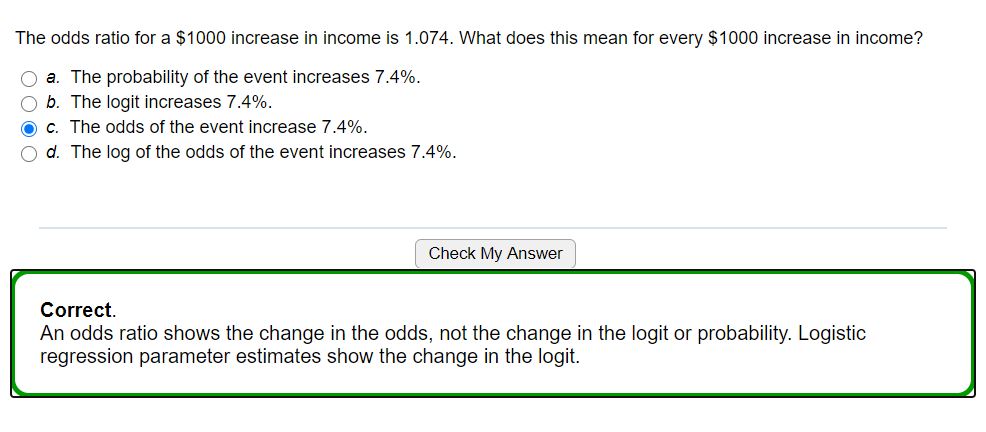 The odds ratio for a $1000 increase in income is 1.074. What does this mean for every $1000 increase in income?
a. The probability of the event increases 7.4%.
b. The logit increases 7.4%.
c. The odds of the event increase 7.4%.
d. The log of the odds of the event increases 7.4%.
Check My Answer
Correct.
An odds ratio shows the change in the odds, not the change in the logit or probability. Logistic
regression parameter estimates show the change in the logit.